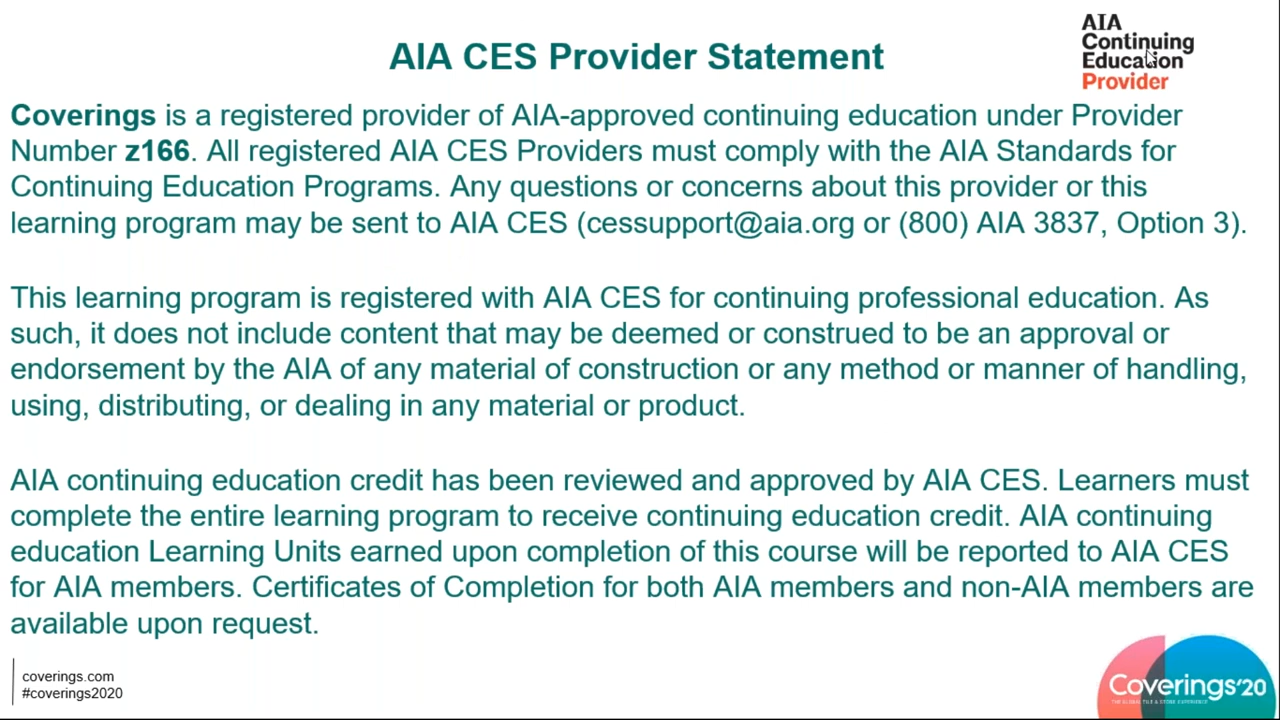 AIA CES Provider Statement
AIA
Continuing
Education
Provider
Coverings is a registered provider of AIA-approved continuing education under Provider
Number z166. All registered AIA CES Providers must comply with the AIA Standards for
Continuing Education Programs. Any questions or concerns about this provider or this
learning program may be sent to AIA CES (cessupport@aia.org or (800) AIA 3837, Option 3).
This learning program is registered with AIA CES for continuing professional education. As
such, it does not include content that may be deemed or construed to be an approval or
endorsement by the AIA of any material of construction or any method or manner of handling,
using, distributing, or dealing in any material or product.
AIA continuing education credit has been reviewed and approved by AIA CES. Learners must
complete the entire learning program to receive continuing education credit. AIA continuing
education Learning Units earned upon completion of this course will be reported to AIA CES
for AIA members. Certificates of Completion for both AIA members and non-AIA members are
available upon request.
coverings.com
#coverings2020
Coverings'20
THE GLOBAL TILE & STONE EXPERIENCE